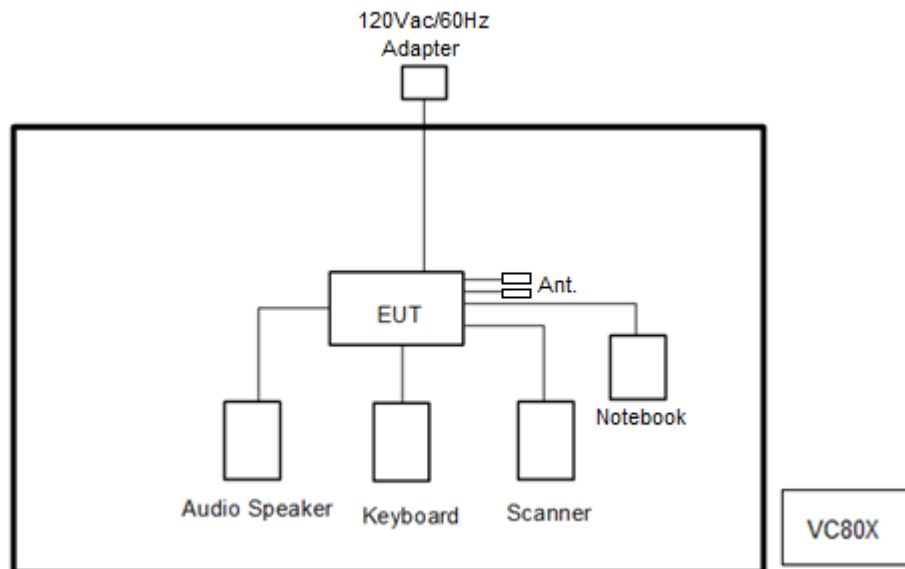 120Vac/60Hz
Adapter
Ant.
EUT
Notebook
Audio Speaker
Keyboard
Scanner
VC80X